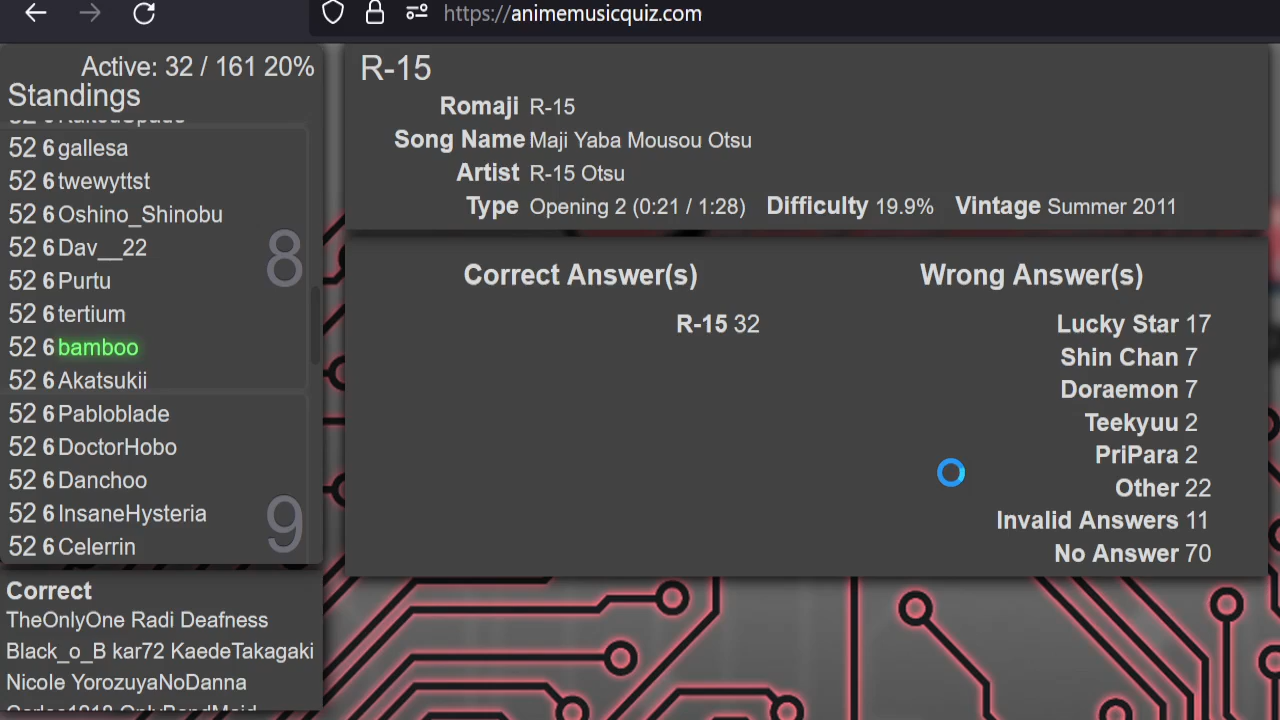 https://animemusicquiz.com
Active: 32 / 161 20%
Standings
52 6 gallesa
52 6 twewyttst
52 6 Oshino_Shinobu
52 6 Dav__22
8
52 6 Purtu
52 6 tertium
52 6 bamboo
52 6 Akatsukii
52 6 Pabloblade
52 6 DoctorHobo
52 6 Danchoo
52 6 InsaneHysteria
9
52 6 Celerrin
Correct
TheOnlyOne Radi Deafness
Black_o_B kar72 KaedeTakagaki
Nicole YorozuyaNoDanna
R-15
Romaji R-15
Song Name Maji Yaba Mousou Otsu
Artist R-15 Otsu
Type Opening 2 (0:21 / 1:28) Difficulty 19.9% Vintage Summer 2011
Correct Answer(s)
R-15 32
Wrong Answer(s)
Lucky Star 17
Shin Chan 7
Doraemon 7
Teekyuu 2
PriPara 2
Other 22
Invalid Answers 11
No Answer 70